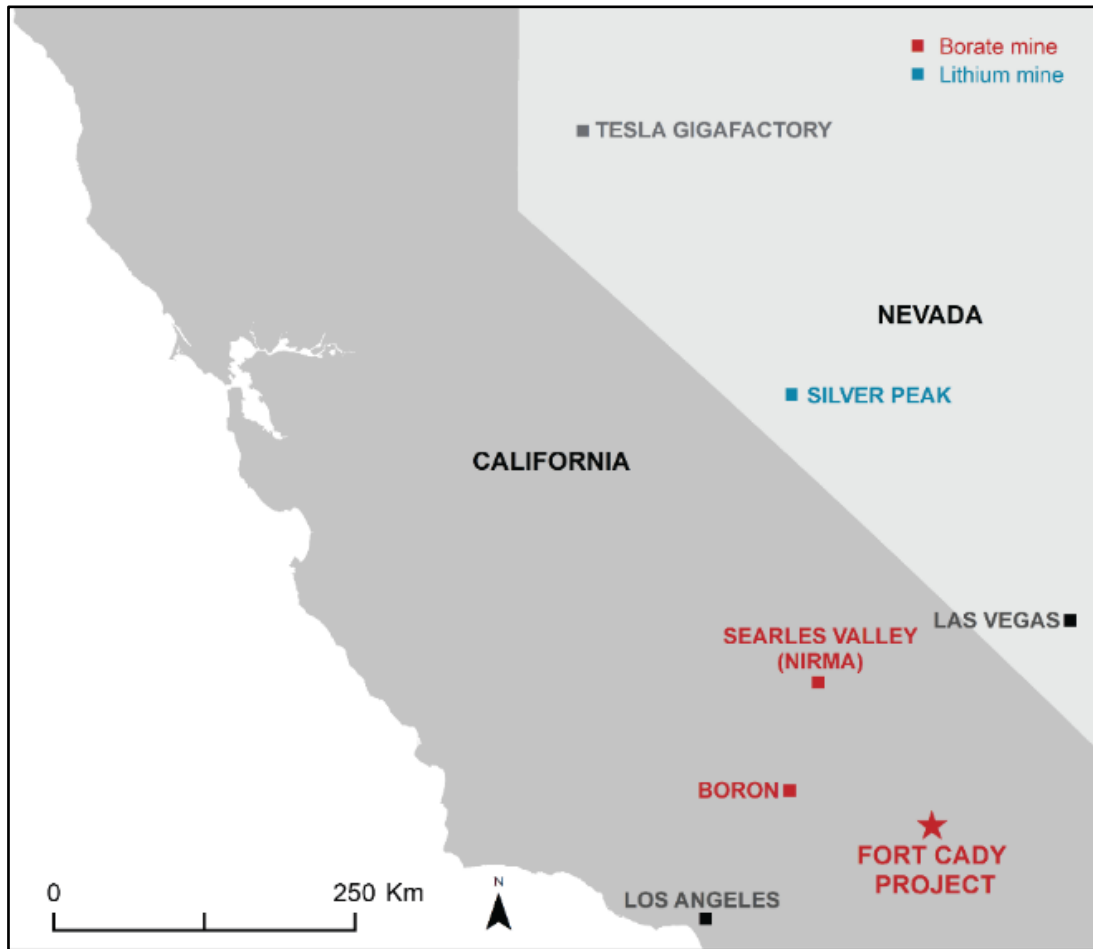 Borate mine
Lithium mine
TESLA GIGAFACTORY
NEVADA
SILVER PEAK
CALIFORNIA
LAS VEGAS
SEARLES VALLEY
(NIRMA)
BORON
FORT CADY
PROJECT
0 250 Km
N
LOS ANGELES